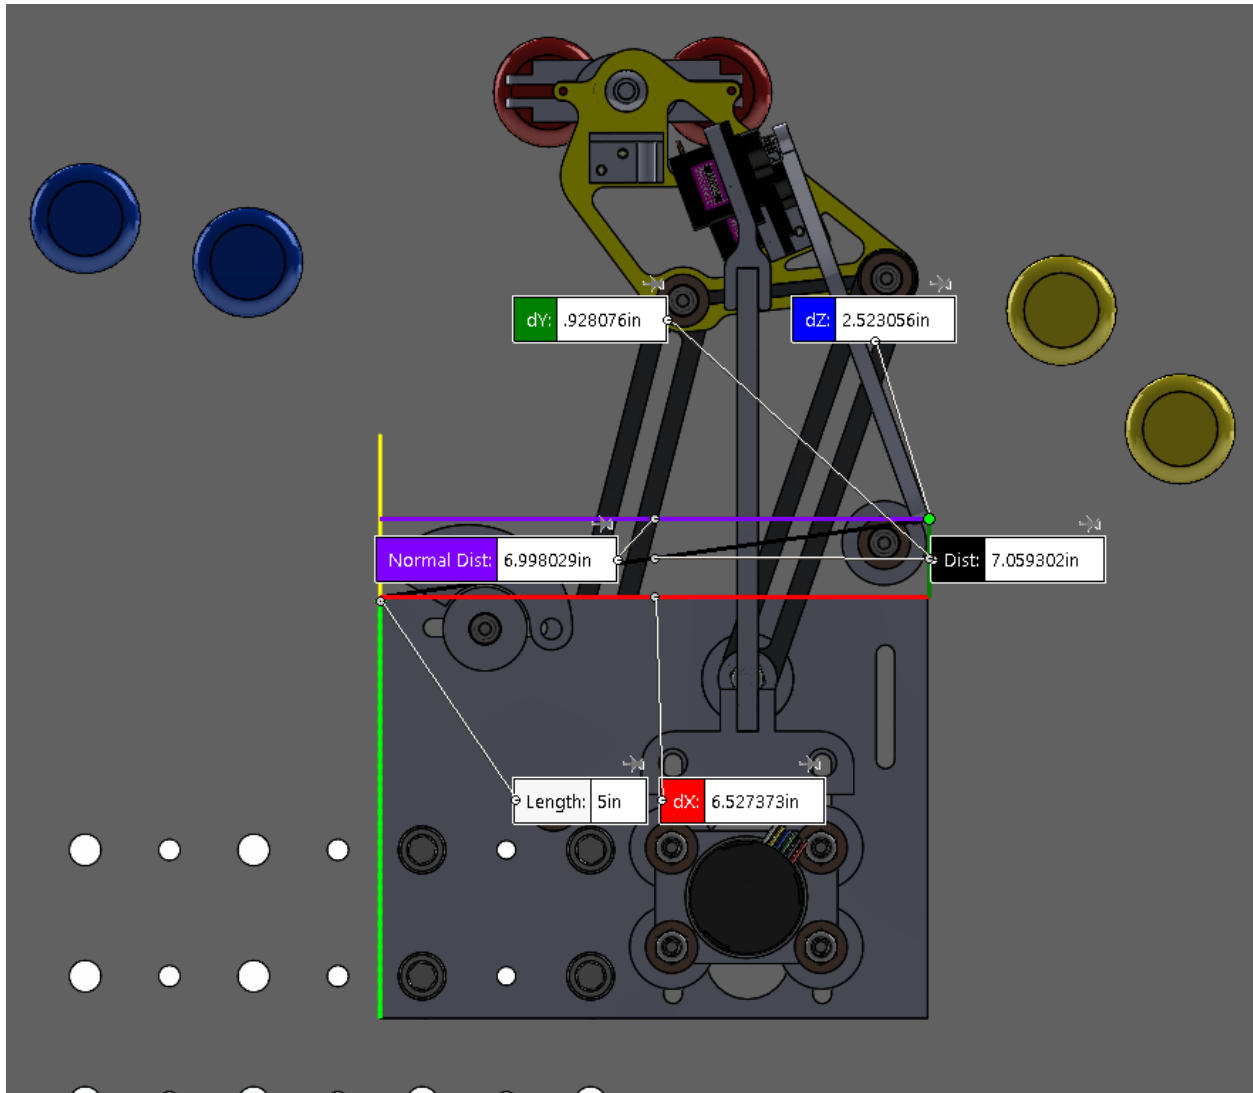 dY: .928076in
dZ: 2.523056in
Normal Dist: 6.998029in
Dist: 7.059302in
Length: 5in
dX: 6.527373in